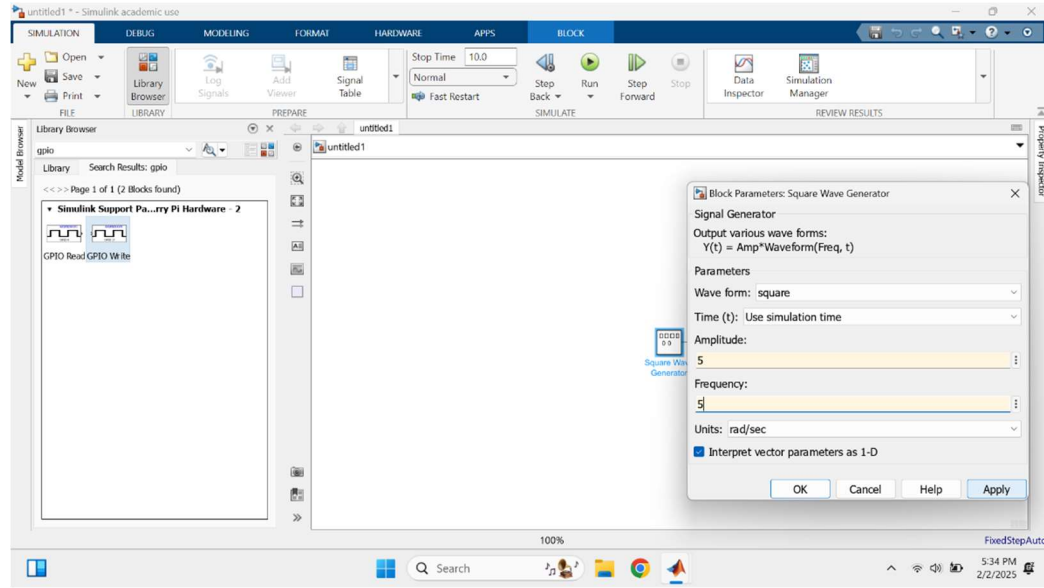 untitled1 * - Simulink academic use
SIMULATION DEBUG MODELING FORMAT HARDWARE APPS BLOCK
New Open Save Print Library Browser Log Signals Add Viewer Signal Table Stop Time 10.0 Normal Fast Restart Step Back Run Step Forward Stop Data Inspector Simulation Manager
FILE LIBRARY PREPARE SIMULATE REVIEW RESULTS
Model Browser
Library Browser
gpio
Library Search Results: gpio
<< >> Page 1 of 1 (2 Blocks found)
Simulink Support Pa...rry Pi Hardware - 2
GPIO Read GPIO Write
untitled1
untitled1
Property Inspector
Square Wav
Generator
Block Parameters: Square Wave Generator
Signal Generator
Output various wave forms:
Y(t) = Amp*Waveform(Freq, t)
Parameters
Wave form: square
Time (t): Use simulation time
Amplitude:
5
Frequency:
5
Units: rad/sec
Interpret vector parameters as 1-D
OK Cancel Help Apply
100% FixedStepAuto
Search
5:34 PM
2/2/2025